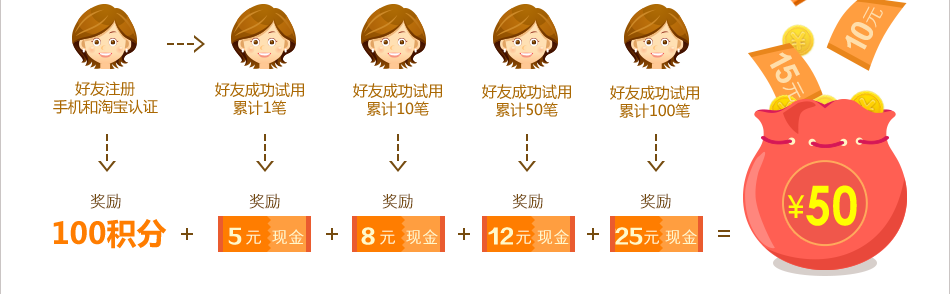 好友注册
手机和淘宝认证
好友成功试用
累计1笔
好友成功试用
累计10笔
好友成功试用
累计50笔
好友成功试用
累计100笔
奖励
奖励
奖励
奖励
奖励
100积分 + 5元 现金 + 8元 现金 + 12元 现金 + 25元 现金 =
10元
15元
¥50